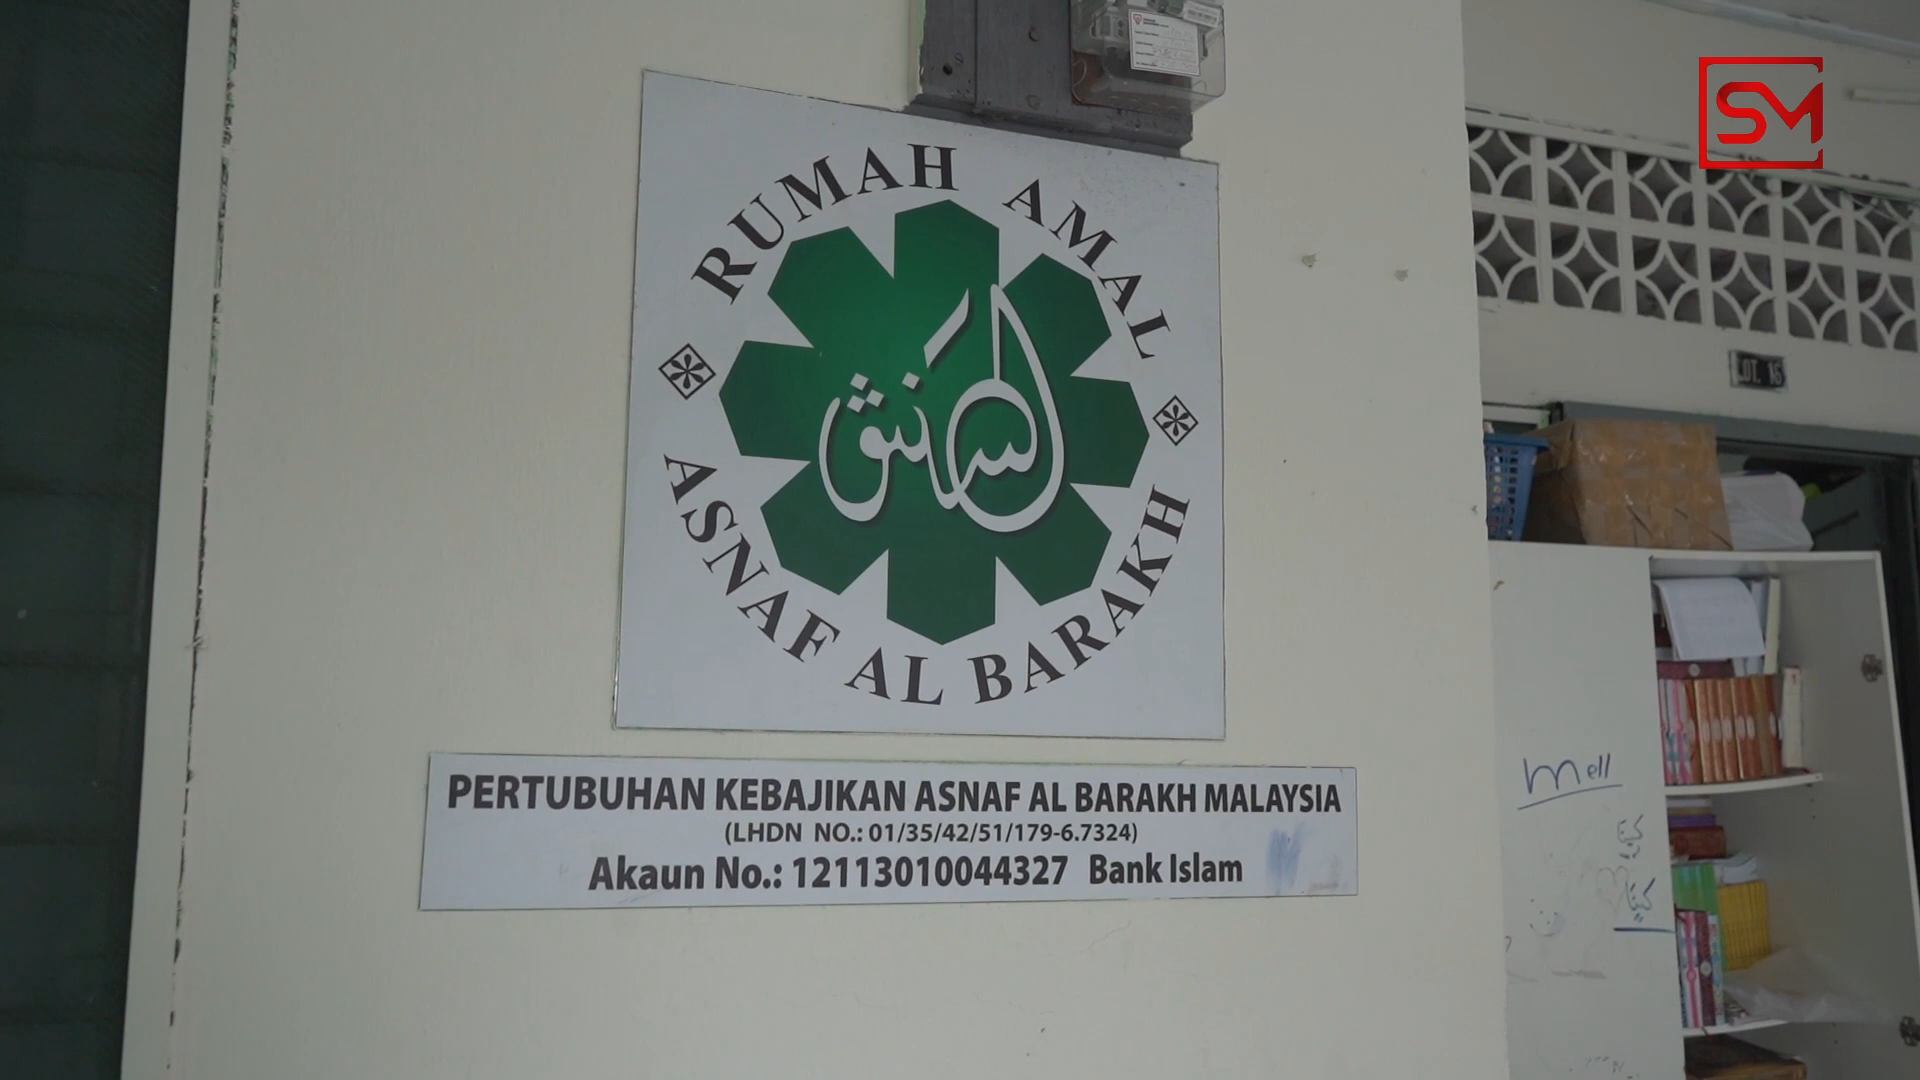 SM
RUMAH AMAL
ASNAF AL BARAKH
PERTUBUHAN KEBAJIKAN ASNAF AL BARAKH MALAYSIA
(LHDN NO.: 01/35/42/51/179-6.7324)
Akaun No.: 12113010044327 Bank Islam
LOT. 16
mell